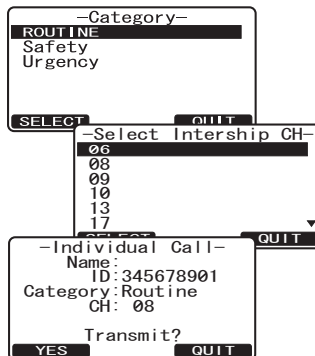 -Category-
ROUTINE
Safety
Urgency
SELECT QUIT
-Select Intership CH-
06
08
09
10
13
17
SELECT QUIT
-Individual Call-
Name:
ID:345678901
Category:Routine
CH: 08
Transmit?
YES QUIT